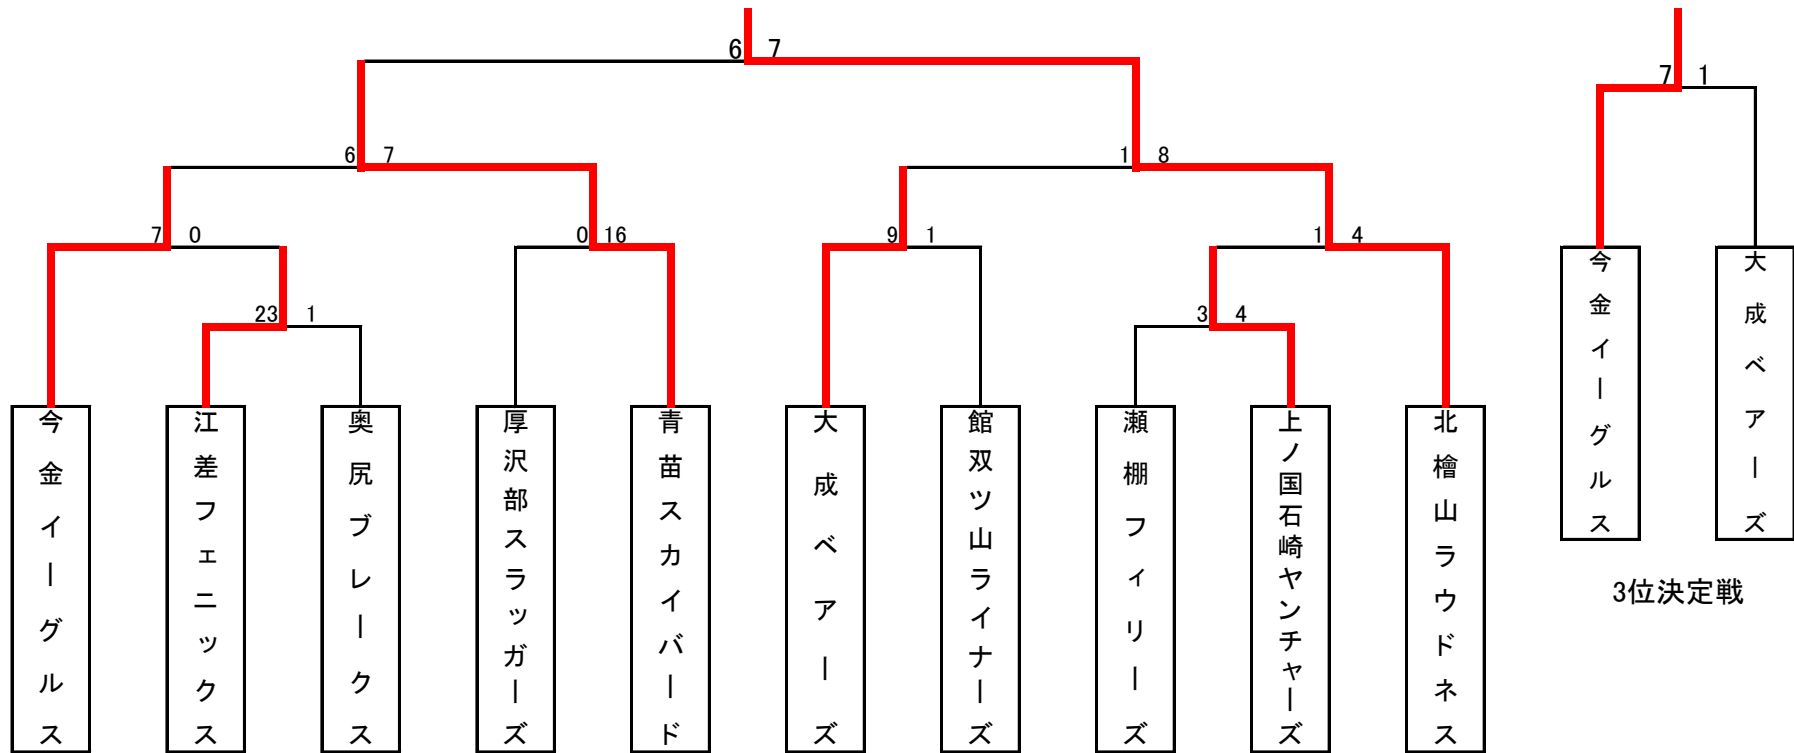 6 7
7 1
6 7
1 8
7 0
0 16
9 1
1 4
23 1
3 4
今金イーグルス
江差フェニックス
奥尻ブレークス
厚沢部スラッガーズ
青苗スカイバード
大成ベアーズ
館双ツ山ライナーズ
瀬棚フィリーズ
上ノ国石崎ヤンチャーズ
北檜山ラウドネス
今金イーグルス
大成ベアーズ
3位決定戦